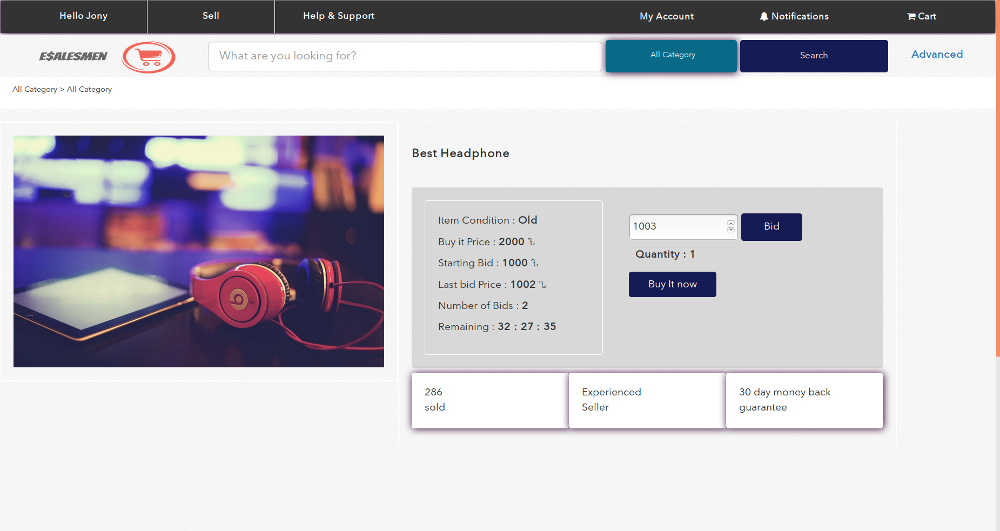 Hello Jony
Sell
Help & Support
My Account
Notifications
Cart
E$ALESMEN
What are you looking for?
All Category
Search
Advanced
All Category > All Category
Best Headphone
Item Condition : Old
Buy it Price : 2000 ৳
Starting Bid : 1000 ৳
Last bid Price : 1002 ৳
Number of Bids : 2
Remaining : 32 : 27 : 35
1003
Bid
Quantity : 1
Buy It now
286
sold
Experienced
Seller
30 day money back
guarantee